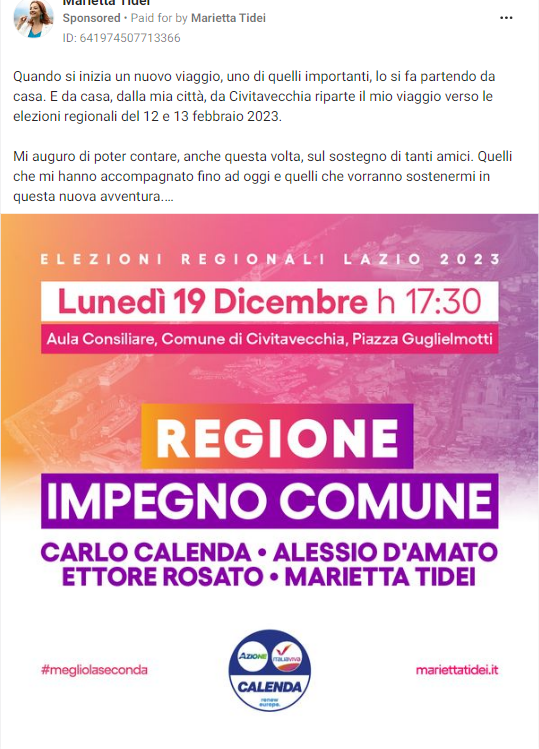 Marietta Tidei
Sponsored • Paid for by Marietta Tidei
ID: 641974507713366
Quando si inizia un nuovo viaggio, uno di quelli importanti, lo si fa partendo da
casa. E da casa, dalla mia città, da Civitavecchia riparte il mio viaggio verso le
elezioni regionali del 12 e 13 febbraio 2023.
Mi auguro di poter contare, anche questa volta, sul sostegno di tanti amici. Quelli
che mi hanno accompagnato fino ad oggi e quelli che vorranno sostenermi in
questa nuova avventura....
ELEZIONI REGIONALI LAZIO 2023
Lunedì 19 Dicembre h 17:30
Aula Consiliare, Comune di Civitavecchia, Piazza Guglielmotti
REGIONE
IMPEGNO COMUNE
CARLO CALENDA • ALESSIO D'AMATO
ETTORE ROSATO • MARIETTA TIDEI
#megliolaseconda
AZIONE
ITALIAVIVA
CALENDA
renew
europe.
mariettatidei.it